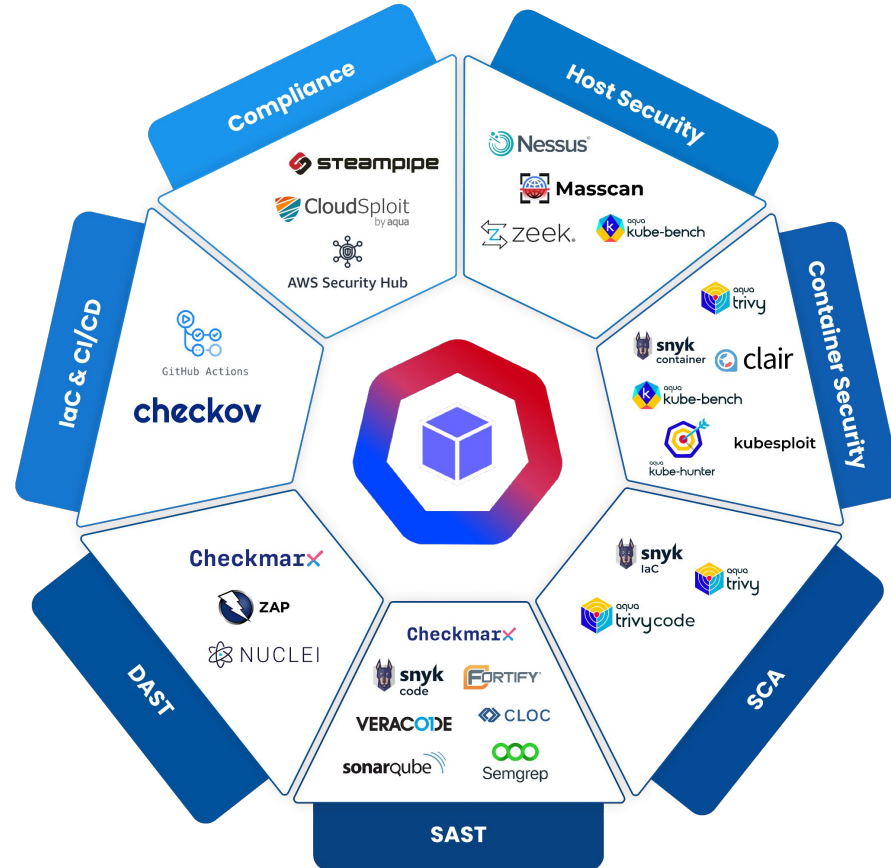 Compliance
STEAMPIPE
CloudSploit
by aqua
AWS Security Hub
Host Security
Nessus®
Masscan
zeek®
aqua
kube-bench
Container Security
aqua
trivy
snyk
container
clair
aqua
kube-bench
aqua
kube-hunter
kubesploit
SCA
snyk
IaC
aqua
trivy
aqua
trivycode
SAST
Checkmarx
snyk
code
FORTIFY
VERACODE
CLOC
sonarqube
Semgrep
DAST
Checkmarx
ZAP
NUCLEI
IaC & CI/CD
GitHub Actions
checkov